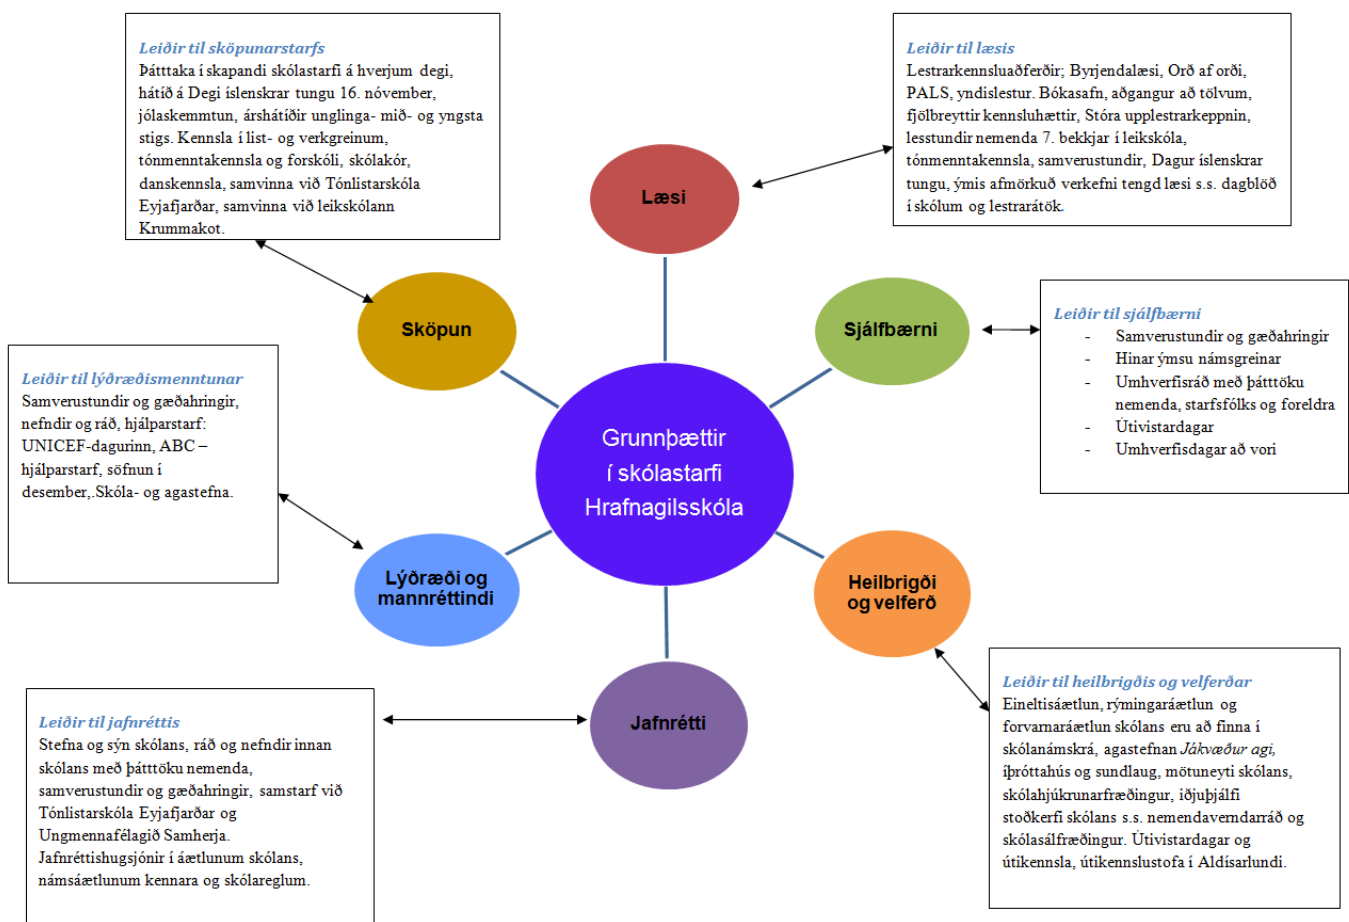 Leiðir til sköpunarstarfs
Þátttaka í skapandi skólastarfi á hverjum degi,
hátíð á Degi íslenskrar tungu 16. nóvember,
jólaskemmtun, árshátíðir unglinga- mið- og yngsta
stigs. Kennsla í list- og verkgreinum,
tónmenntakennsla og forskóli, skólakór,
danskennsla, samvinna við Tónlistarskóla
Eyjafjarðar, samvinna við leikskólann
Krummakot.
Leiðir til læsis
Lestrarkennsluaðferðir; Byrjendalæsi, Orð af orði,
PALS, yndislestur. Bókasafn, aðgangur að tölvum,
fjölbreyttir kennsluhættir, Stóra upplestrarkeppnin,
lesstundir nemenda 7. bekkjar í leikskóla,
tónmenntakennsla, samverustundir, Dagur íslenskrar
tungu, ýmis afmörkuð verkefni tengd læsi s.s. dagblöð
í skólum og lestrarátök.
Læsi
Sköpun
Sjálfbærni
Leiðir til sjálfbærni
- Samverustundir og gæðahringir
- Hinar ýmsu námsgreinar
- Umhverfisráð með þátttöku
nemenda, starfsfólks og foreldra
- Útivistardagar
- Umhverfisdagar að vori
Leiðir til lýðræðismenntunar
Samverustundir og gæðahringir,
nefndir og ráð, hjálparstarf:
UNICEF-dagurinn, ABC –
hjálparstarf, söfnun í
desember,.Skóla- og agastefna.
Grunnþættir
í skólastarfi
Hrafnagilsskóla
Lýðræði og
mannréttindi
Heilbrigði
og velferð
Jafnrétti
Leiðir til jafnréttis
Stefna og sýn skólans, ráð og nefndir innan
skólans með þátttöku nemenda,
samverustundir og gæðahringir, samstarf við
Tónlistarskóla Eyjafjarðar og
Ungmennafélagið Samherja.
Jafnréttishugsjónir í áætlunum skólans,
námsáætlunum kennara og skólareglum.
Leiðir til heilbrigðis og velferðar
Eineltisáætlun, rýmingaráætlun og
forvarnaráætlun skólans eru að finna í
skólanámskrá, agastefnan Jákvæður agi,
íþróttahús og sundlaug, mötuneyti skólans,
skólahjúkrunarfræðingur, iðjuþjálfi
stoðkerfi skólans s.s. nemendaverndarráð og
skólasálfræðingur. Útivistardagar og
útikennsla, útikennslustofa í Aldísarlundi.